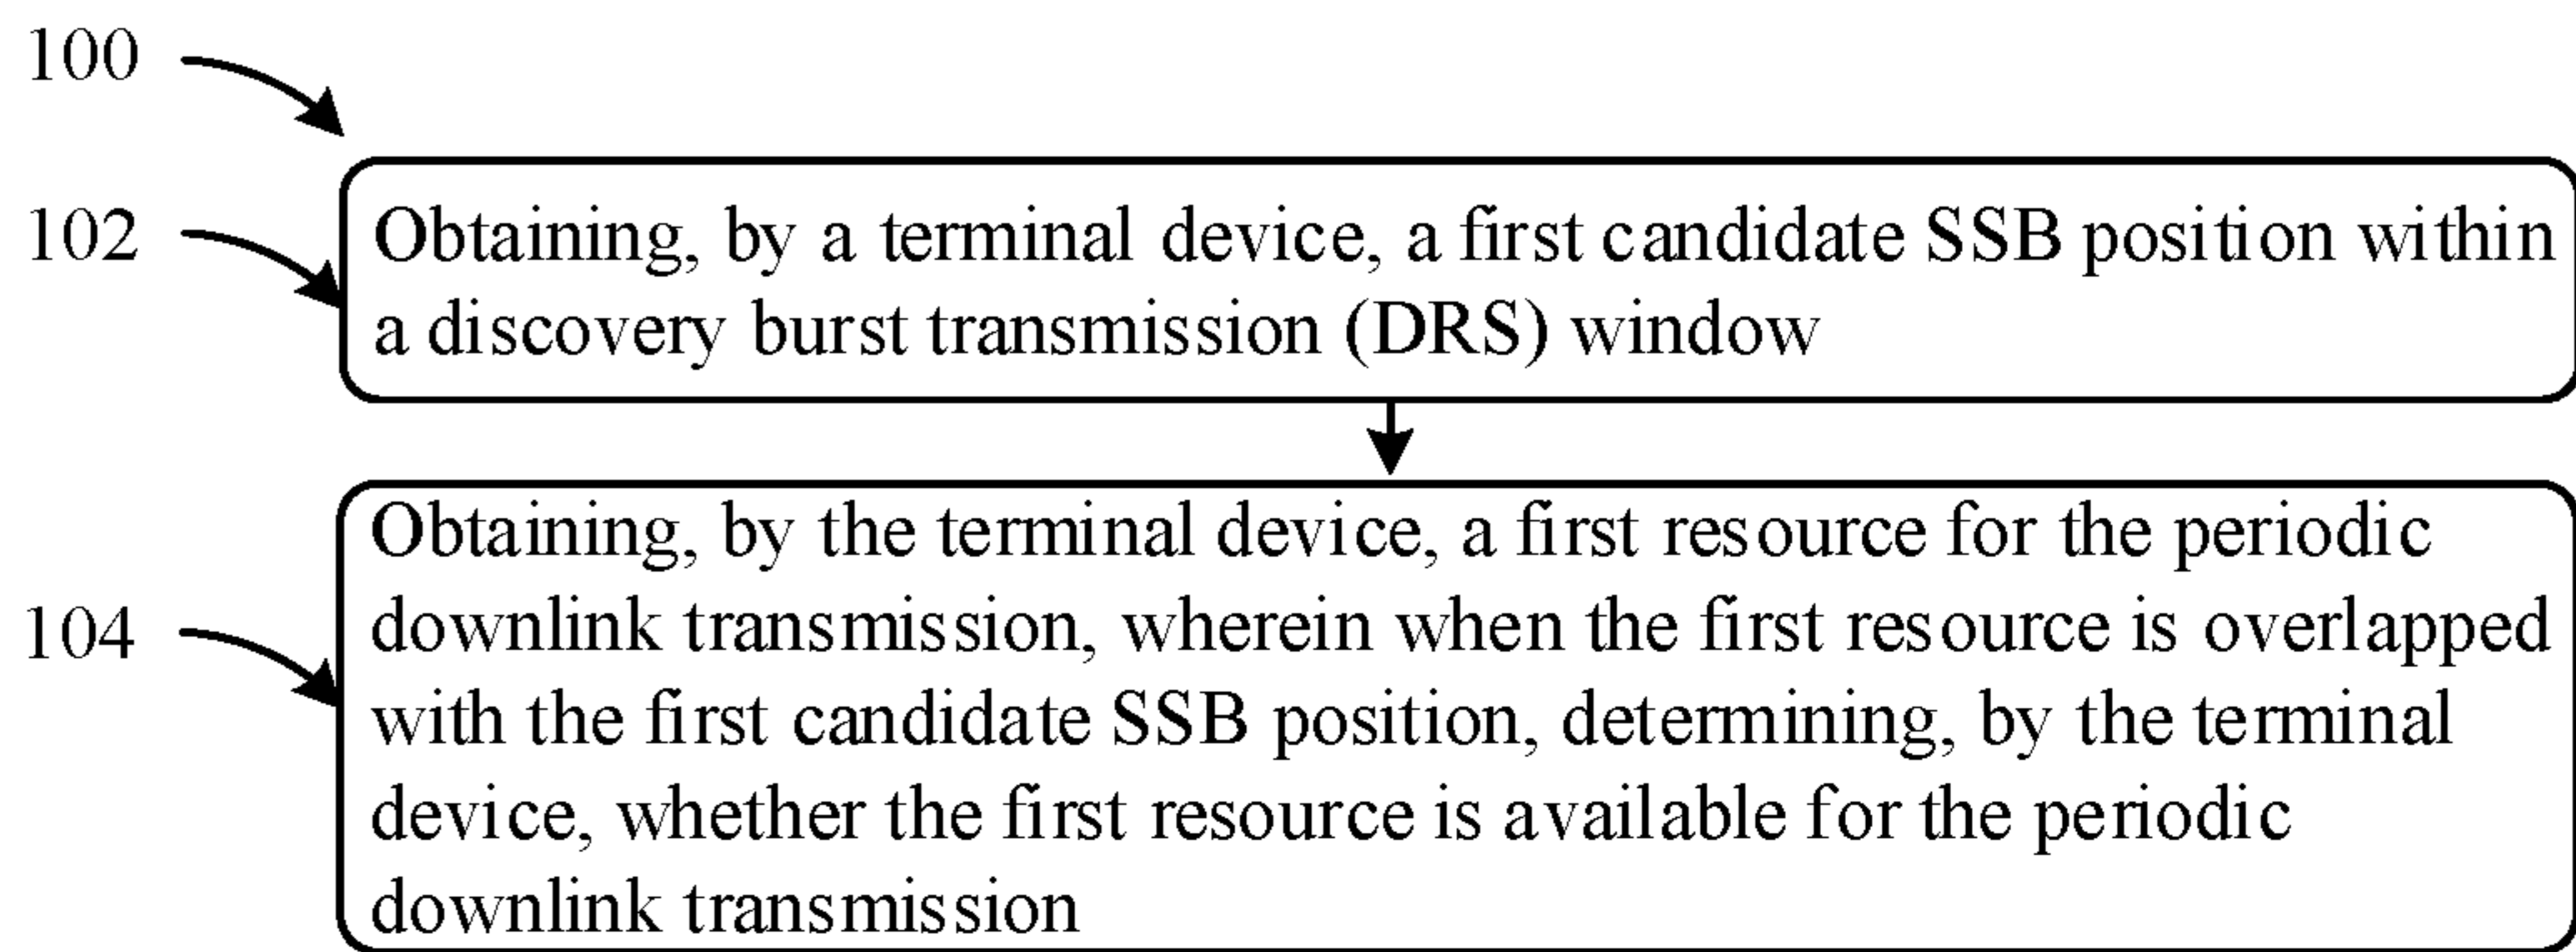 100
102
Obtaining, by a terminal device, a first candidate SSB position within
a discovery burst transmission (DRS) window
104
Obtaining, by the terminal device, a first resource for the periodic
downlink transmission, wherein when the first resource is overlapped
with the first candidate SSB position, determining, by the terminal
device, whether the first resource is available for the periodic
downlink transmission